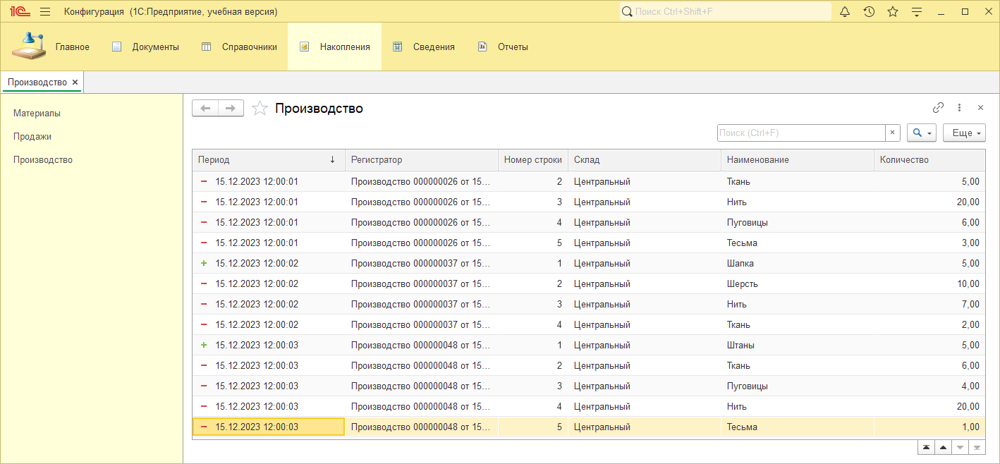 1С Конфигурация (1С:Предприятие, учебная версия) Поиск Ctrl+Shift+F
Главное Документы Справочники Накопления Сведения Отчеты
Производство
Материалы
Продажи
Производство
Производство
Поиск (Ctrl+F) Еще
Период Регистратор Номер строки Склад Наименование Количество
15.12.2023 12:00:01 Производство 000000026 от 15... 2 Центральный Ткань 5,00
15.12.2023 12:00:01 Производство 000000026 от 15... 3 Центральный Нить 20,00
15.12.2023 12:00:01 Производство 000000026 от 15... 4 Центральный Пуговицы 6,00
15.12.2023 12:00:01 Производство 000000026 от 15... 5 Центральный Тесьма 3,00
15.12.2023 12:00:02 Производство 000000037 от 15... 1 Центральный Шапка 5,00
15.12.2023 12:00:02 Производство 000000037 от 15... 2 Центральный Шерсть 10,00
15.12.2023 12:00:02 Производство 000000037 от 15... 3 Центральный Нить 7,00
15.12.2023 12:00:02 Производство 000000037 от 15... 4 Центральный Ткань 2,00
15.12.2023 12:00:03 Производство 000000048 от 15... 1 Центральный Штаны 5,00
15.12.2023 12:00:03 Производство 000000048 от 15... 2 Центральный Ткань 6,00
15.12.2023 12:00:03 Производство 000000048 от 15... 3 Центральный Пуговицы 4,00
15.12.2023 12:00:03 Производство 000000048 от 15... 4 Центральный Нить 20,00
15.12.2023 12:00:03 Производство 000000048 от 15... 5 Центральный Тесьма 1,00